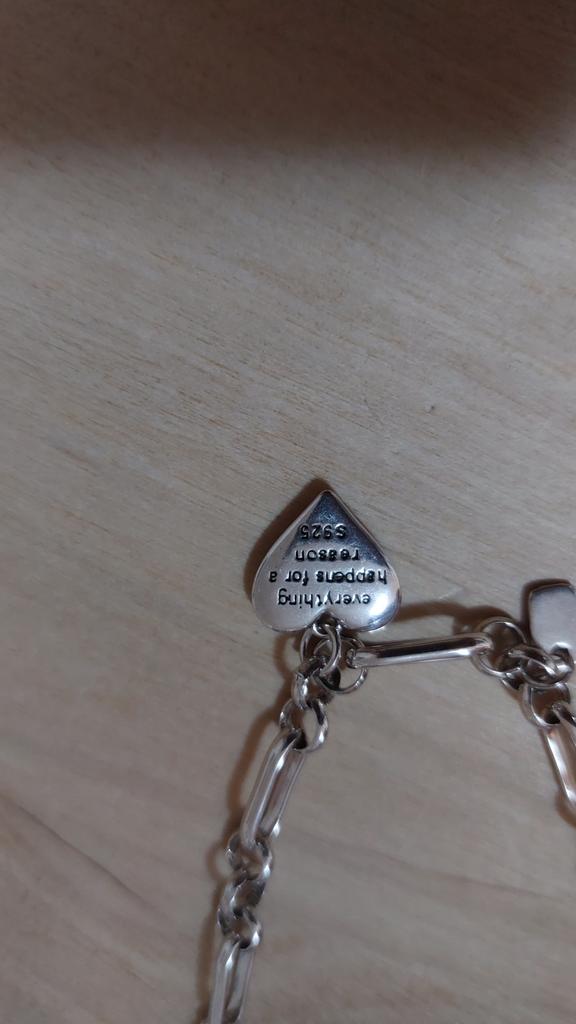 everything
happens for a
reason
S925